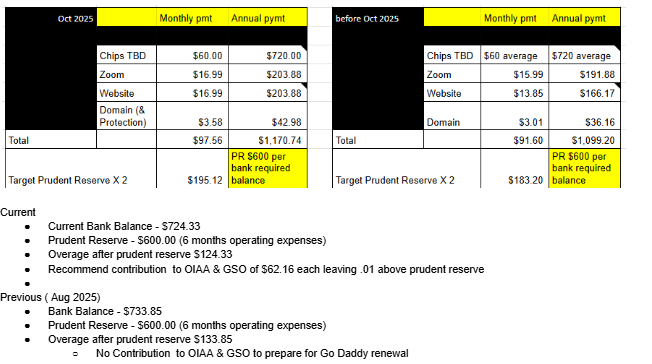 Oct 2025 Monthly pmt Annual pymt
Chips TBD $60.00 $720.00
Zoom $16.99 $203.88
Website $16.99 $203.88
Domain (& Protection) $3.58 $42.98
Total $97.56 $1,170.74
Target Prudent Reserve X 2 $195.12 PR $600 per bank required balance
before Oct 2025 Monthly pmt Annual pymt
Chips TBD $60 average $720 average
Zoom $15.99 $191.88
Website $13.85 $166.17
Domain $3.01 $36.16
Total $91.60 $1,099.20
Target Prudent Reserve X 2 $183.20 PR $600 per bank required balance
Current
• Current Bank Balance - $724.33
• Prudent Reserve - $600.00 (6 months operating expenses)
• Overage after prudent reserve $124.33
• Recommend contribution to OIAA & GSO of $62.16 each leaving .01 above prudent reserve
•
Previous ( Aug 2025)
• Bank Balance - $733.85
• Prudent Reserve - $600.00 (6 months operating expenses)
• Overage after prudent reserve $133.85
○ No Contribution to OIAA & GSO to prepare for Go Daddy renewal